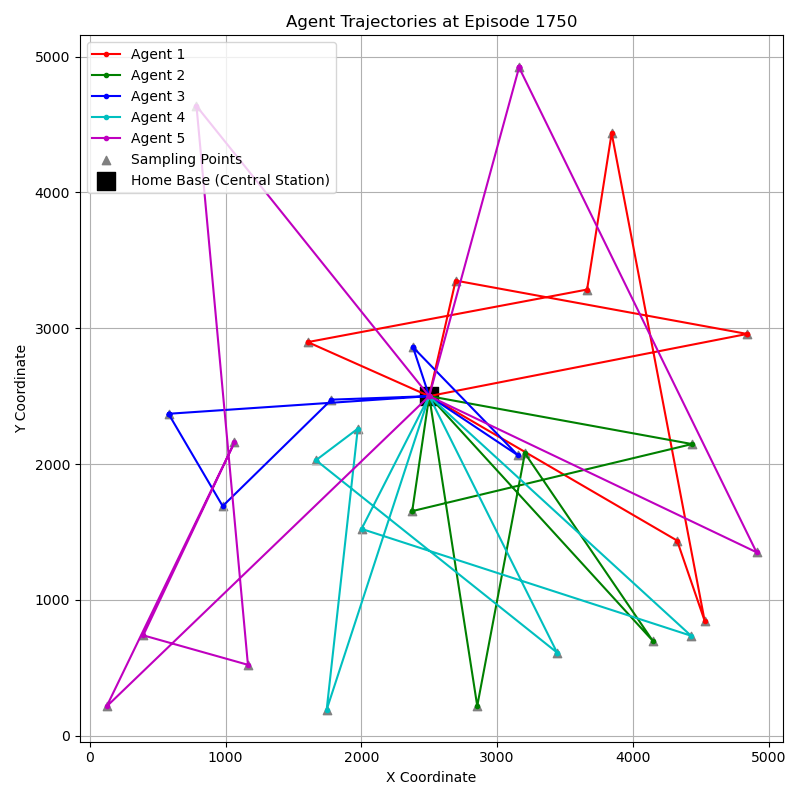 Agent Trajectories at Episode 1750
Agent 1
Agent 2
Agent 3
Agent 4
Agent 5
Sampling Points
Home Base (Central Station)
Y Coordinate
5000
4000
3000
2000
1000
0
0 1000 2000 3000 4000 5000
X Coordinate